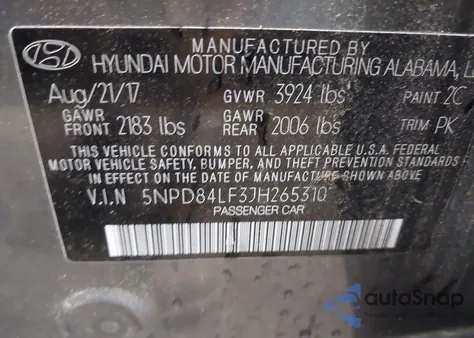 MANUFACTURED BY
HYUNDAI MOTOR MANUFACTURING ALABAMA, L
Aug/21/17 GVWR 3924 lbs PAINT 2C
GAWR FRONT 2183 lbs GAWR REAR 2006 lbs TRIM PK
THIS VEHICLE CONFORMS TO ALL APPLICABLE U.S.A. FEDERAL
MOTOR VEHICLE SAFETY, BUMPER, AND THEFT PREVENTION STANDARDS
IN EFFECT ON THE DATE OF MANUFACTURE SHOWN ABOVE.
V.I.N 5NPD84LF3JH265310
PASSENGER CAR
autoSnap